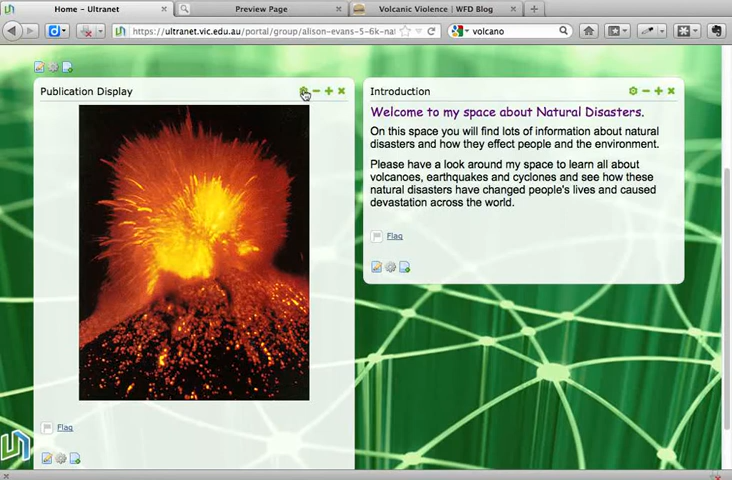 Home - Ultranet
Preview Page
Volcanic Violence | WFD Blog
https://ultranet.vic.edu.au/portal/group/alison-evans-5-6k-nat
volcano
Publication Display
Introduction
Welcome to my space about Natural Disasters.
On this space you will find lots of information about natural
disasters and how they effect people and the environment.
Please have a look around my space to learn all about
volcanoes, earthquakes and cyclones and see how these
natural disasters have changed people's lives and caused
devastation across the world.
Flag
Flag